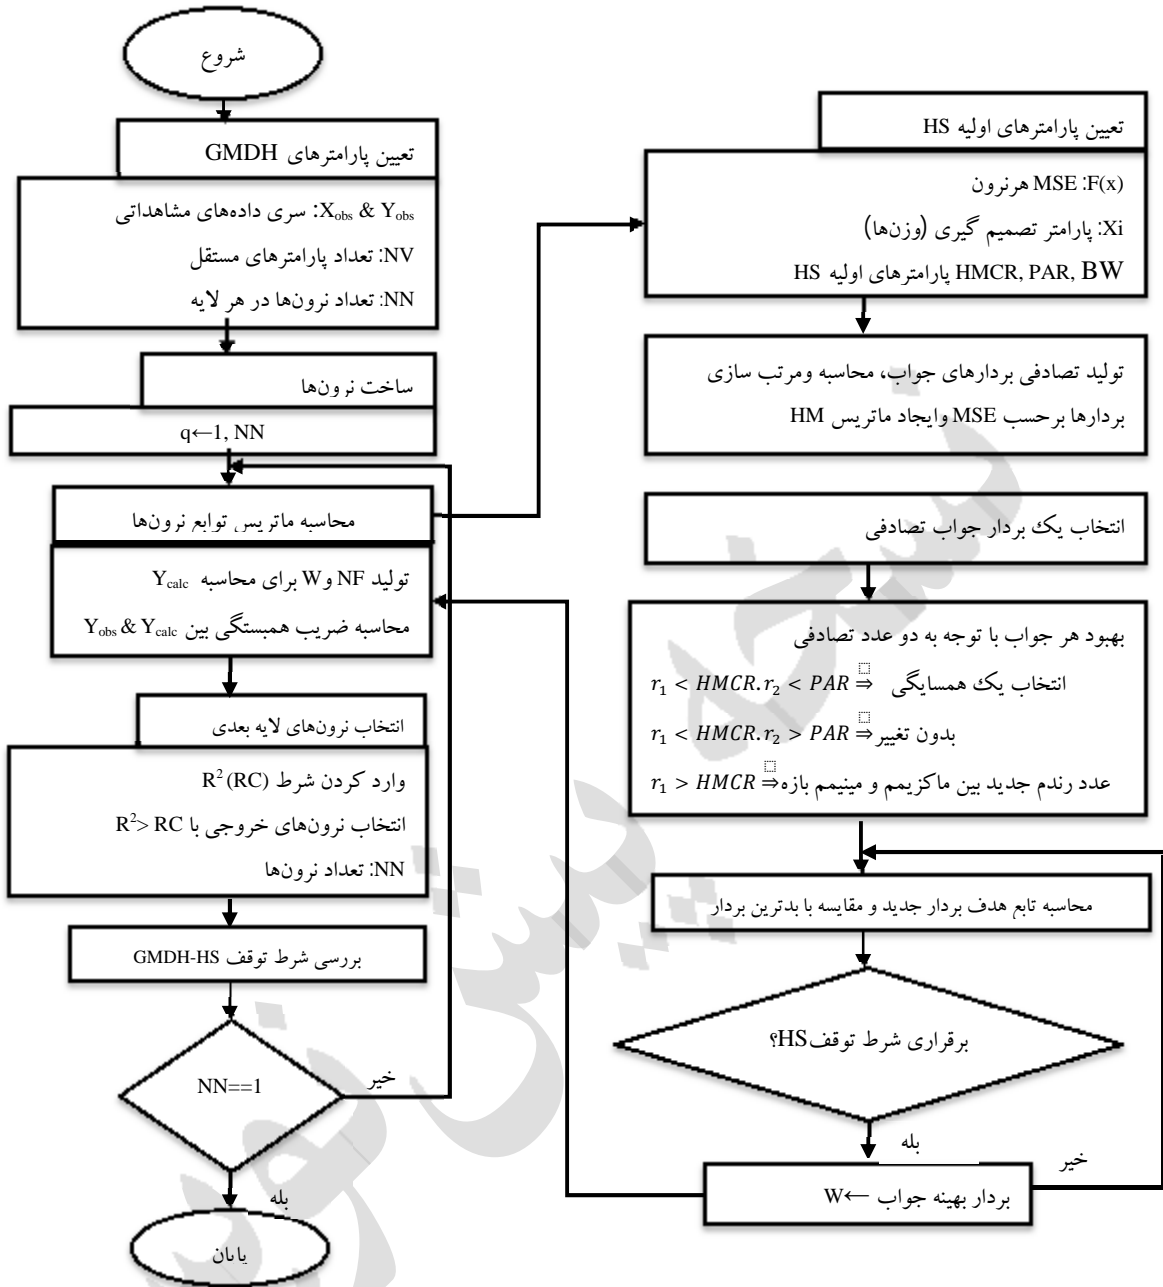 شروع
تعیین پارامترهای GMDH
X_obs & Y_obs: سری داده‌های مشاهداتی
NV: تعداد پارامترهای مستقل
NN: تعداد نرون‌ها در هر لایه
ساخت نرون‌ها
q←1, NN
محاسبه ماتریس توابع نرون‌ها
تولید NF و W برای محاسبه Y_calc
محاسبه ضریب همبستگی بین Y_obs & Y_calc
انتخاب نرون‌های لایه بعدی
وارد کردن شرط R² (RC)
انتخاب نرون‌های خروجی با R²> RC
NN: تعداد نرون‌ها
بررسی شرط توقف GMDH-HS
NN==1
خیر
بله
پایان
تعیین پارامترهای اولیه HS
F(x): MSE هرنرون
Xi: پارامتر تصمیم گیری (وزن‌ها)
HMCR, PAR, BW پارامترهای اولیه HS
تولید تصادفی بردارهای جواب، محاسبه ومرتب سازی
بردارها برحسب MSE وایجاد ماتریس HM
انتخاب یک بردار جواب تصادفی
بهبود هر جواب با توجه به دو عدد تصادفی
r₁ < HMCR.r₂ < PAR ⇒ انتخاب یک همسایگی
r₁ < HMCR.r₂ > PAR ⇒ بدون تغییر
r₁ > HMCR ⇒ عدد رندم جدید بین ماکزیمم و مینیمم بازه
محاسبه تابع هدف بردار جدید و مقایسه با بدترین بردار
برقراری شرط توقفHS؟
بله
خیر
بردار بهینه جواب ←W